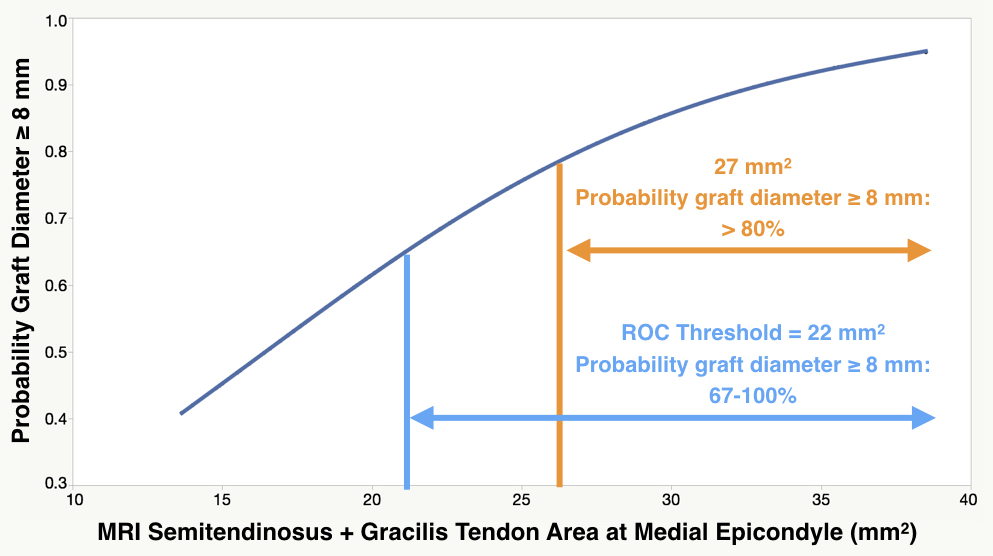 Probability Graft Diameter ≥ 8 mm
1.0
0.9
0.8
0.7
0.6
0.5
0.4
0.3
27 mm²
Probability graft diameter ≥ 8 mm:
> 80%
ROC Threshold = 22 mm²
Probability graft diameter ≥ 8 mm:
67-100%
10 15 20 25 30 35 40
MRI Semitendinosus + Gracilis Tendon Area at Medial Epicondyle (mm²)